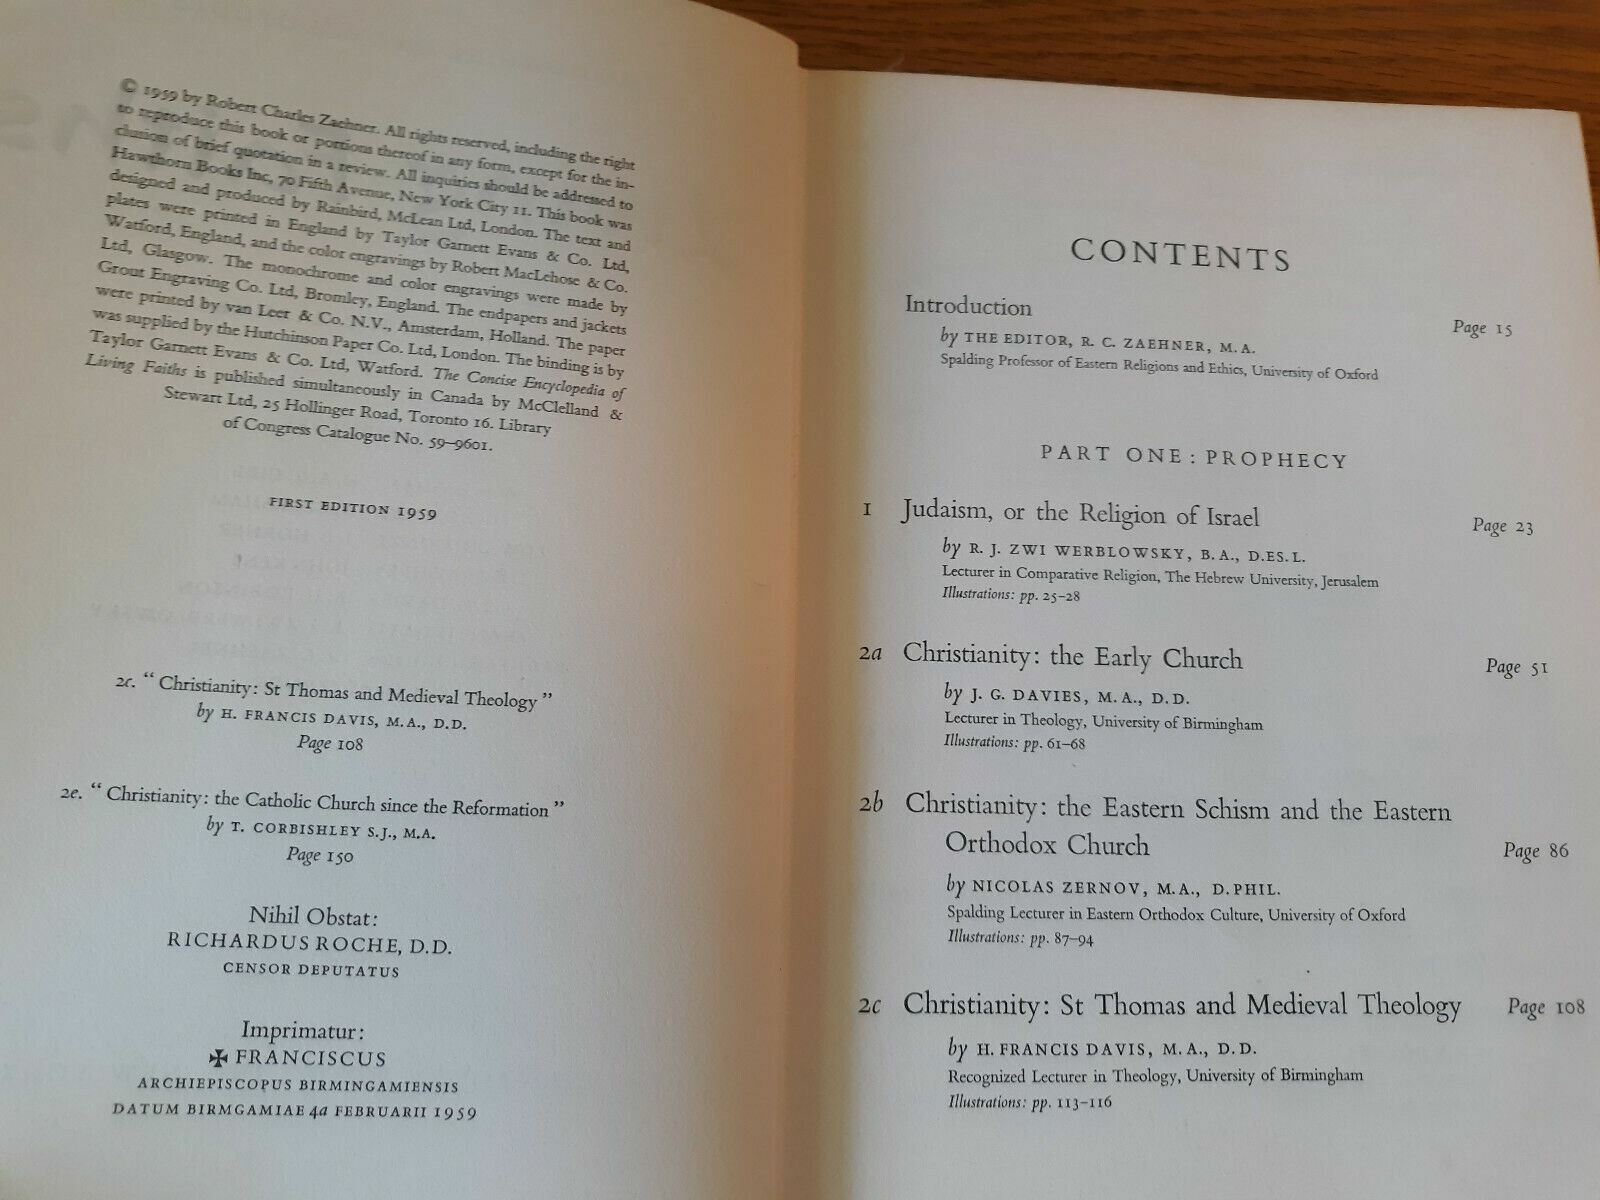 © 1959 by Robert Charles Zaehner. All rights reserved, including the right
to reproduce this book or portions thereof in any form, except for the in-
clusion of brief quotation in a review. All inquiries should be addressed to
Hawthorn Books Inc, 70 Fifth Avenue, New York City 11. This book was
designed and produced by Rainbird, McLean Ltd, London. The text and
plates were printed in England by Taylor Garnett Evans & Co. Ltd,
Watford, England, and the color engravings by Robert MacLehose & Co.
Ltd, Glasgow. The monochrome and color engravings were made by
Grout Engraving Co. Ltd, Bromley, England. The endpapers and jackets
were printed by van Leer & Co. N.V., Amsterdam, Holland. The paper
was supplied by the Hutchinson Paper Co. Ltd, London. The binding is by
Taylor Garnett Evans & Co. Ltd, Watford. The Concise Encyclopedia of
Living Faiths is published simultaneously in Canada by McClelland &
Stewart Ltd, 25 Hollinger Road, Toronto 16. Library
of Congress Catalogue No. 59-9601.
FIRST EDITION 1959
2c. “Christianity: St Thomas and Medieval Theology”
by H. FRANCIS DAVIS, M.A., D.D.
Page 108
2e. “Christianity: the Catholic Church since the Reformation”
by T. CORBISHLEY S.J., M.A.
Page 150
Nihil Obstat:
RICHARDUS ROCHE, D.D.
CENSOR DEPUTATUS
Imprimatur:
✠ FRANCISCUS
ARCHIEPISCOPUS BIRMINGAMIENSIS
DATUM BIRMGAMIAE 4a FEBRUARII 1959
CONTENTS
Introduction Page 15
by THE EDITOR, R. C. ZAEHNER, M.A.
Spalding Professor of Eastern Religions and Ethics, University of Oxford
PART ONE: PROPHECY
1 Judaism, or the Religion of Israel Page 23
by R. J. ZWI WERBLOWSKY, B.A., D.ES.L.
Lecturer in Comparative Religion, The Hebrew University, Jerusalem
Illustrations: pp. 25–28
2a Christianity: the Early Church Page 51
by J. G. DAVIES, M.A., D.D.
Lecturer in Theology, University of Birmingham
Illustrations: pp. 61–68
2b Christianity: the Eastern Schism and the Eastern
Orthodox Church Page 86
by NICOLAS ZERNOV, M.A., D.PHIL.
Spalding Lecturer in Eastern Orthodox Culture, University of Oxford
Illustrations: pp. 87–94
2c Christianity: St Thomas and Medieval Theology Page 108
by H. FRANCIS DAVIS, M.A., D.D.
Recognized Lecturer in Theology, University of Birmingham
Illustrations: pp. 113–116